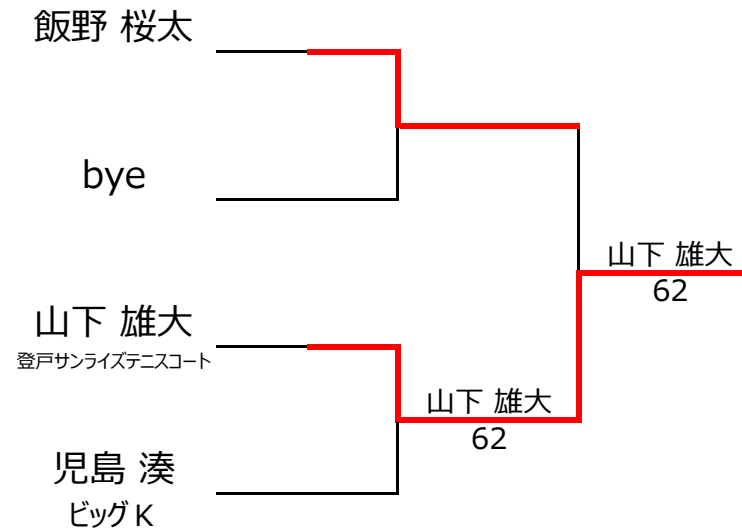 飯野 桜太
bye
山下 雄大
登戸サンライズテニスコート
児島 湊
ビッグK
山下 雄大
62
山下 雄大
62